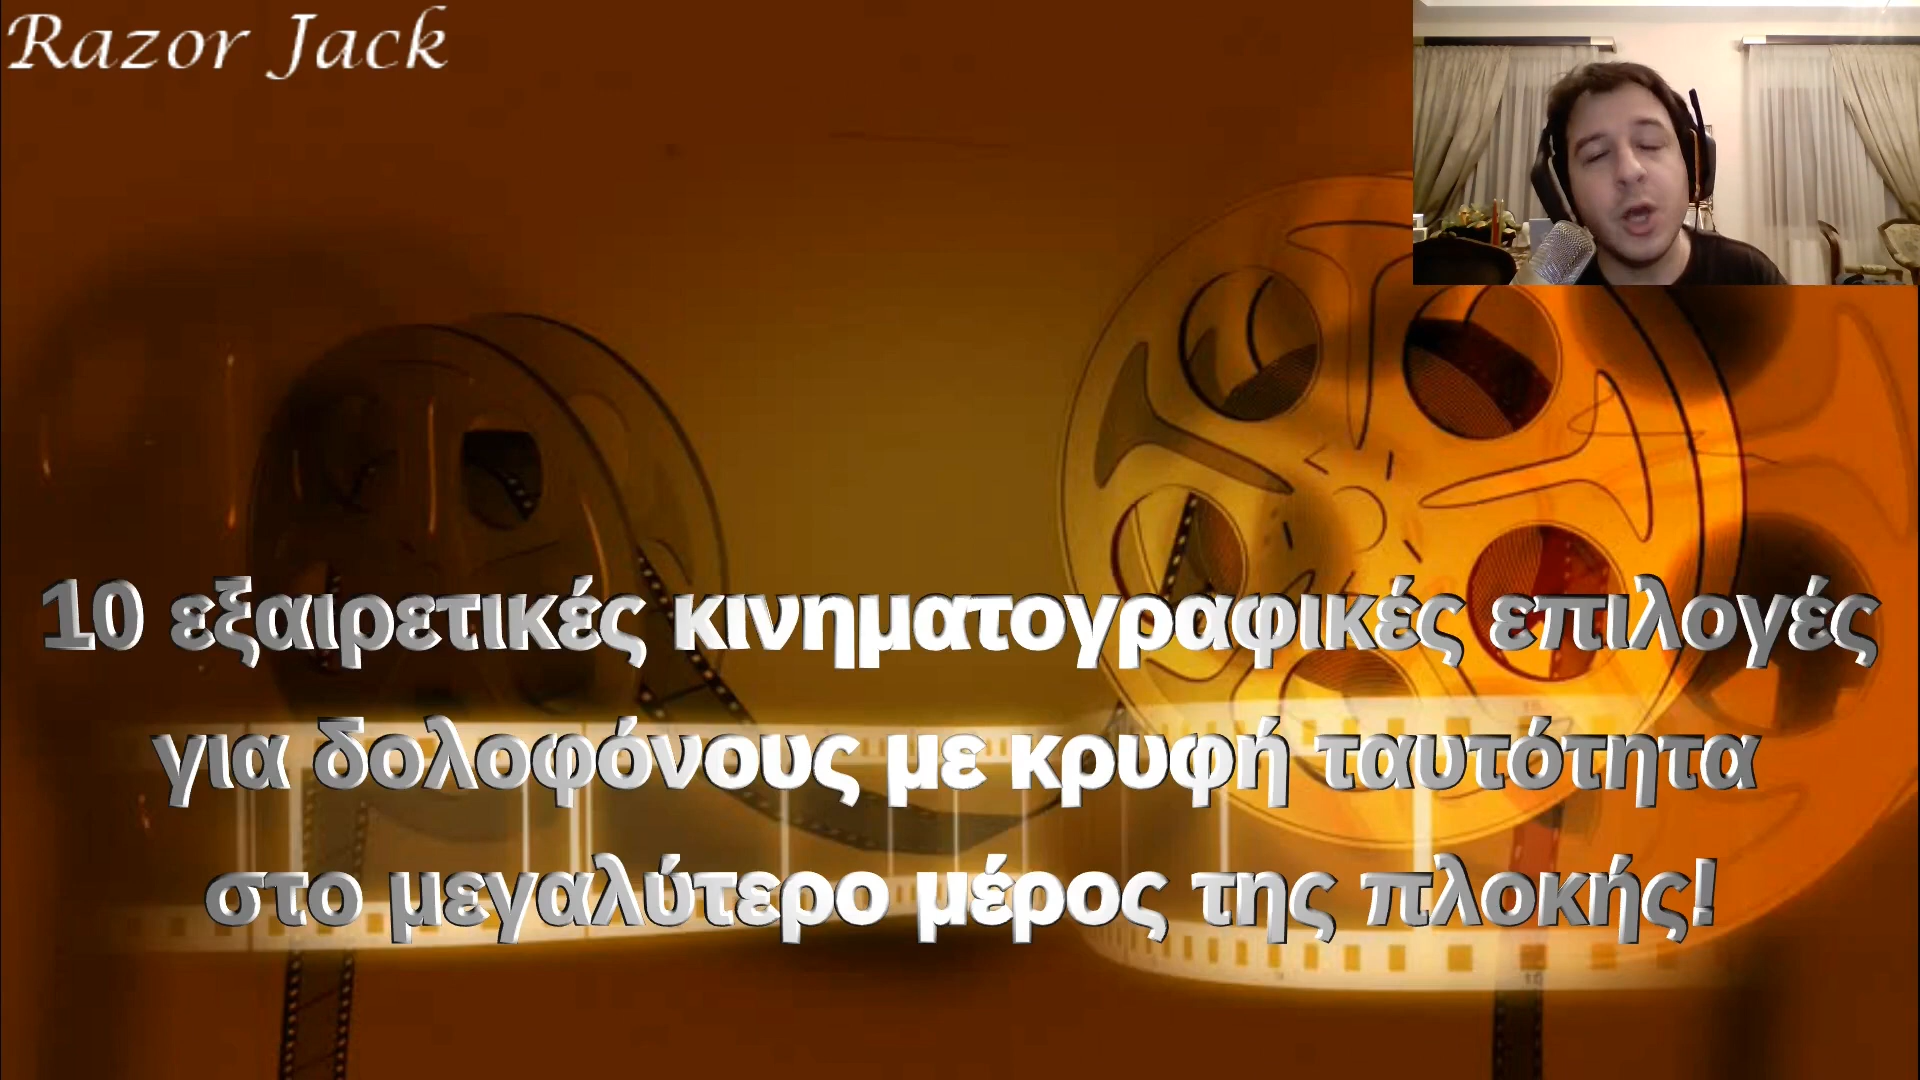 Razor Jack
10 εξαιρετικές κινηματογραφικές επιλογές
για δολοφόνους με κρυφή ταυτότητα
στο μεγαλύτερο μέρος της πλοκής!